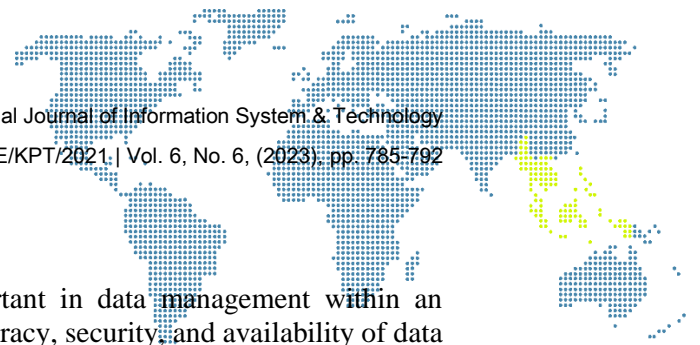 al Journal of Information System & Technology
E/KPT/2021 | Vol. 6, No. 6, (2023), pp. 785-792
rtant in data management within an
racy, security, and availability of data